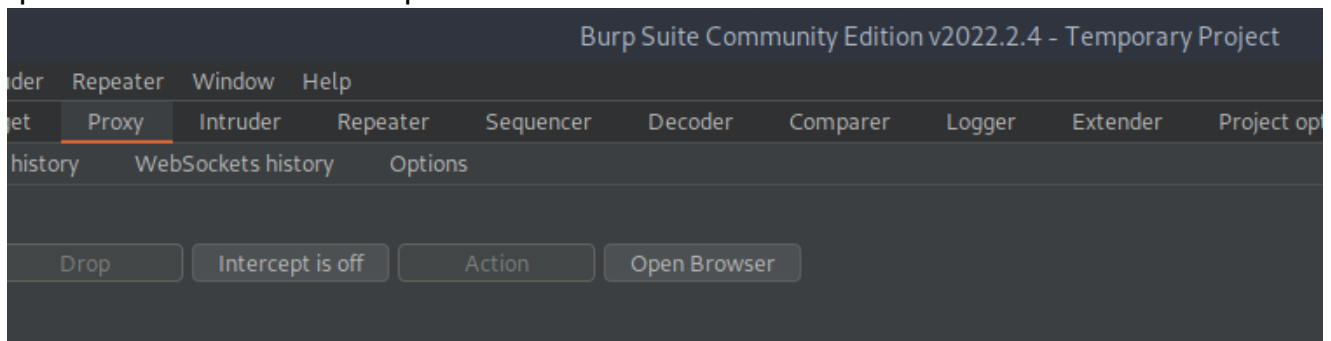 Burp Suite Community Edition v2022.2.4 - Temporary Project
Repeater Window Help
Proxy Intruder Repeater Sequencer Decoder Comparer Logger Extender Project
history WebSockets history Options
Drop Intercept is off Action Open Browser